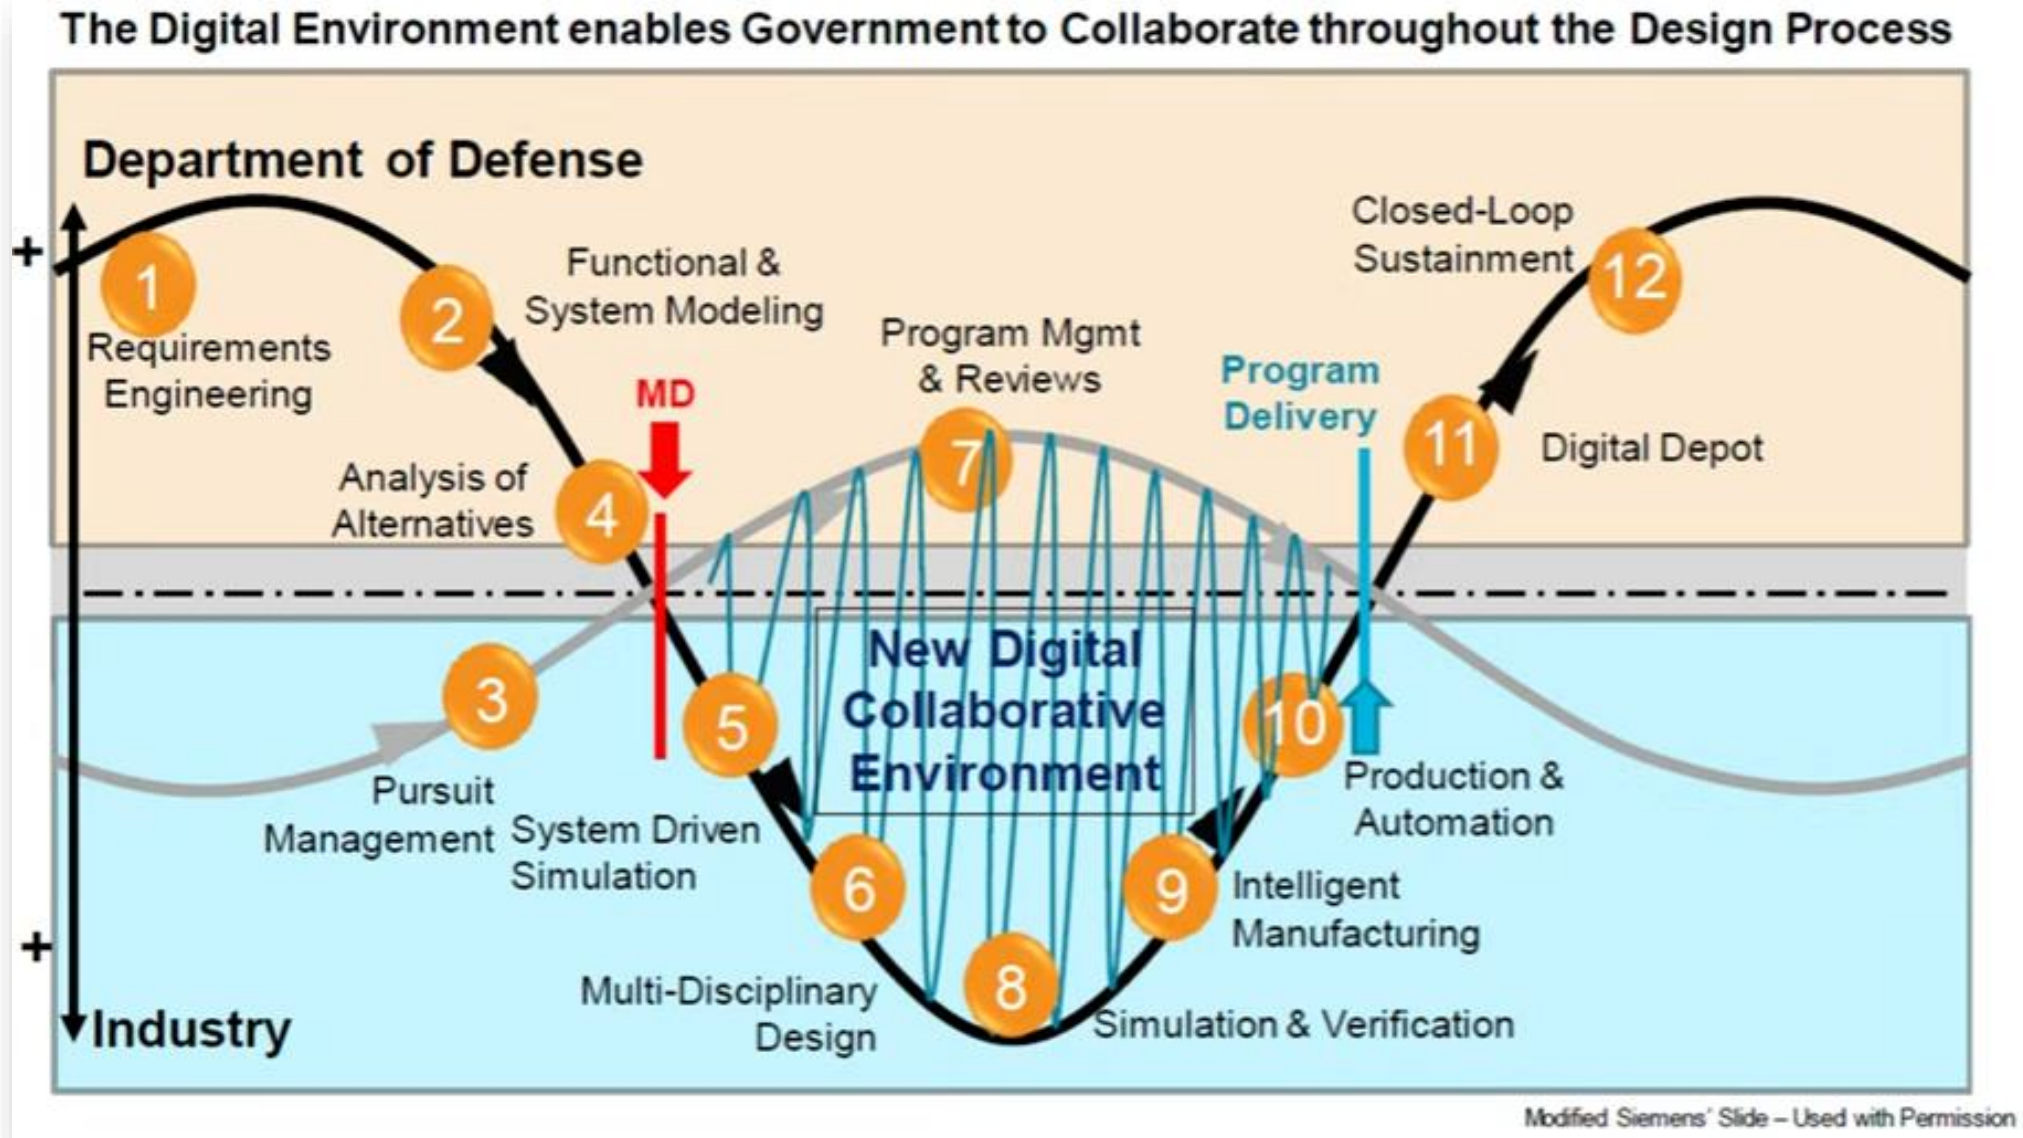 The Digital Environment enables Government to Collaborate throughout the Design Process
Department of Defense
+
1
Requirements
Engineering
2
Functional &
System Modeling
Analysis of
Alternatives
4
MD
Program Mgmt
& Reviews
7
Program
Delivery
Closed-Loop
Sustainment
12
11
Digital Depot
3
Pursuit
Management
5
System Driven
Simulation
New Digital
Collaborative
Environment
10
Production &
Automation
6
Multi-Disciplinary
Design
8
Simulation & Verification
9
Intelligent
Manufacturing
+
Industry
Modified Siemens' Slide – Used with Permission